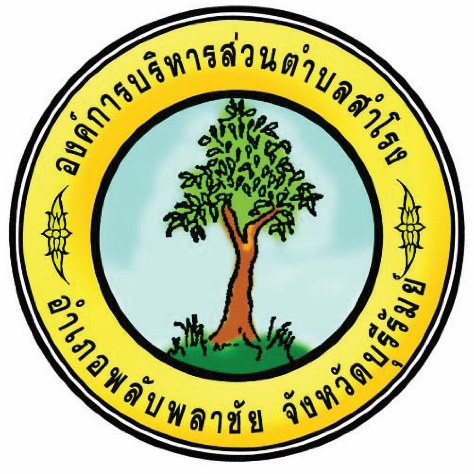 องค์การบริหารส่วนตำบลสำโรง
อำเภอพลับพลาชัย จังหวัดบุรีรัมย์